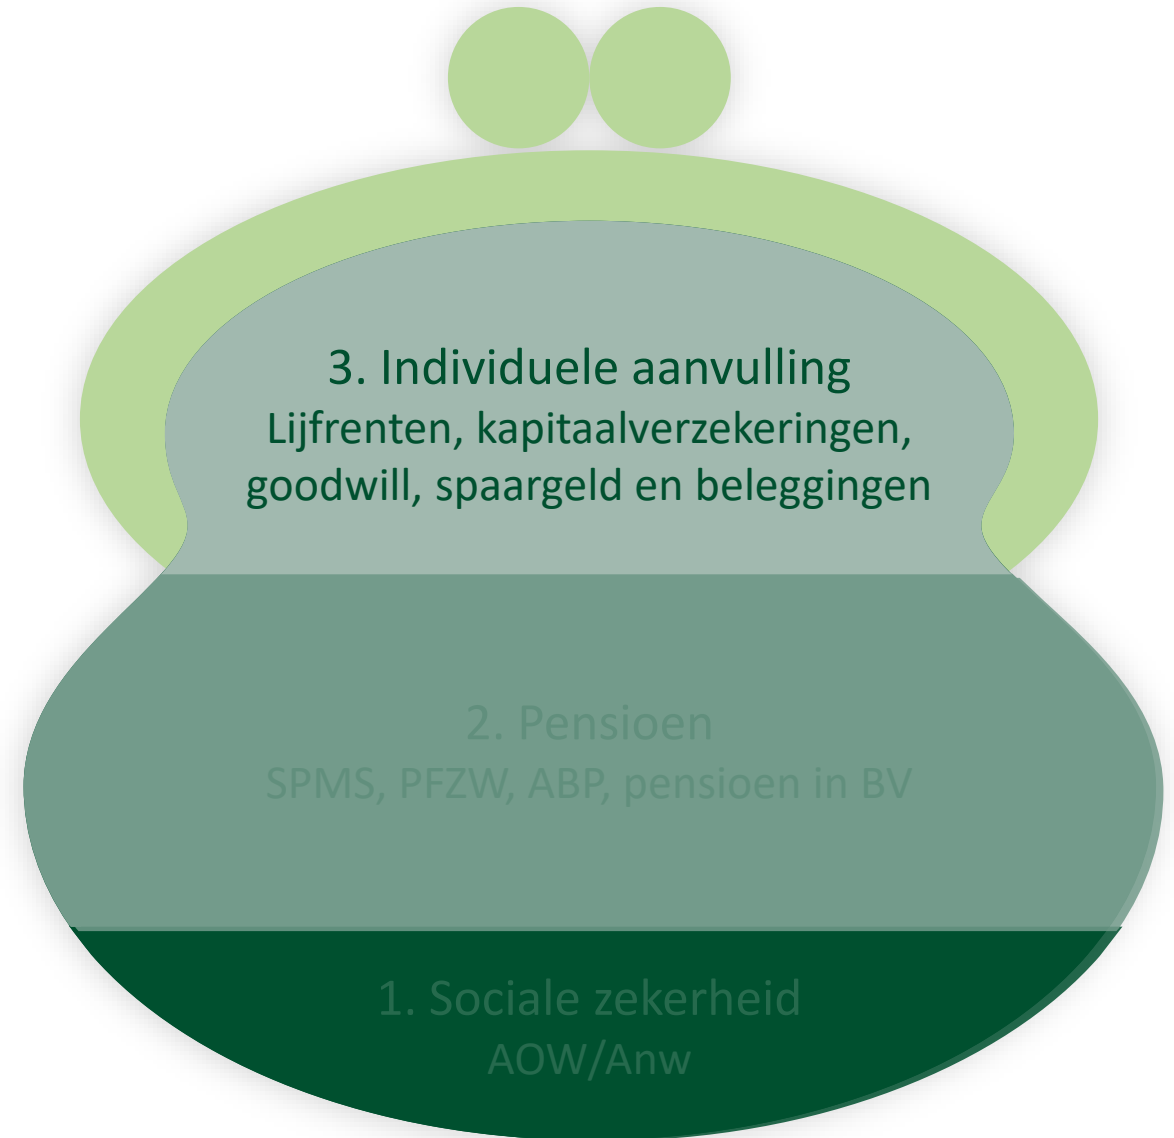 3. Individuele aanvulling
Lijfrenten, kapitaalverzekeringen,
goodwill, spaargeld en beleggingen
2. Pensioen
SPMS, PFZW, ABP, pensioen in BV
1. Sociale zekerheid
AOW/Anw